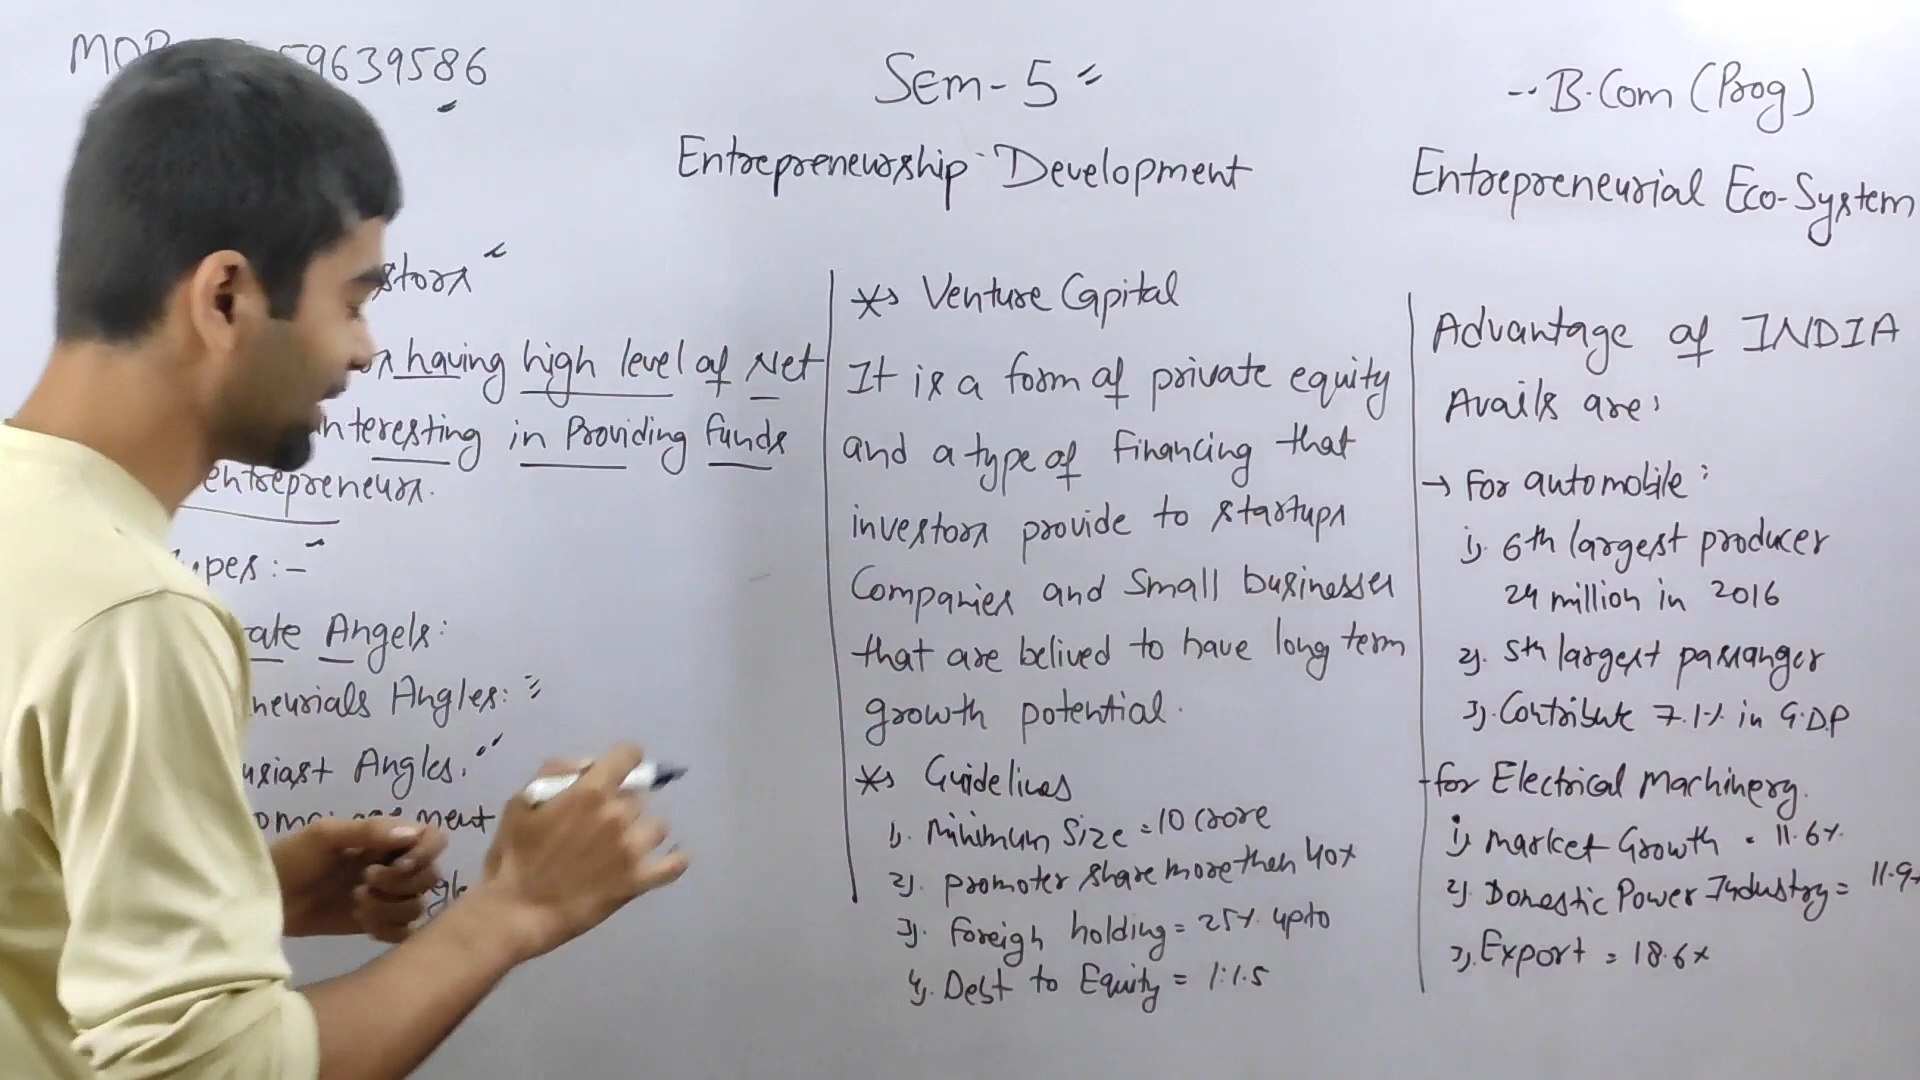 59639586
Sem-5
-- B.Com (Prog)
Entrepreneurship Development
Entrepreneurial Eco-System
having high level of Net
interesting in Providing funds
entrepreneurs.
Angels:
Angles:
Angles.
* Venture Capital
It is a form of private equity
and a type of financing that
investors provide to startups
Companies and small businesses
that are belived to have long term
growth potential.
* Guidelines
1). Minimum Size = 10 crore
2). promoter share more then 40%
3). foreign holding = 25% upto
4). Debt to Equity = 1:1.5
Advantage of INDIA
Avails are:
→ For automobile:
1). 6th largest producer
24 million in 2016
2). 5th largest passanger
3). Contribute 7.1% in G.D.P
for Electrical Machinery.
1) market Growth = 11.6%
2) Domestic Power Industry = 11.9
3). Export = 18.6%